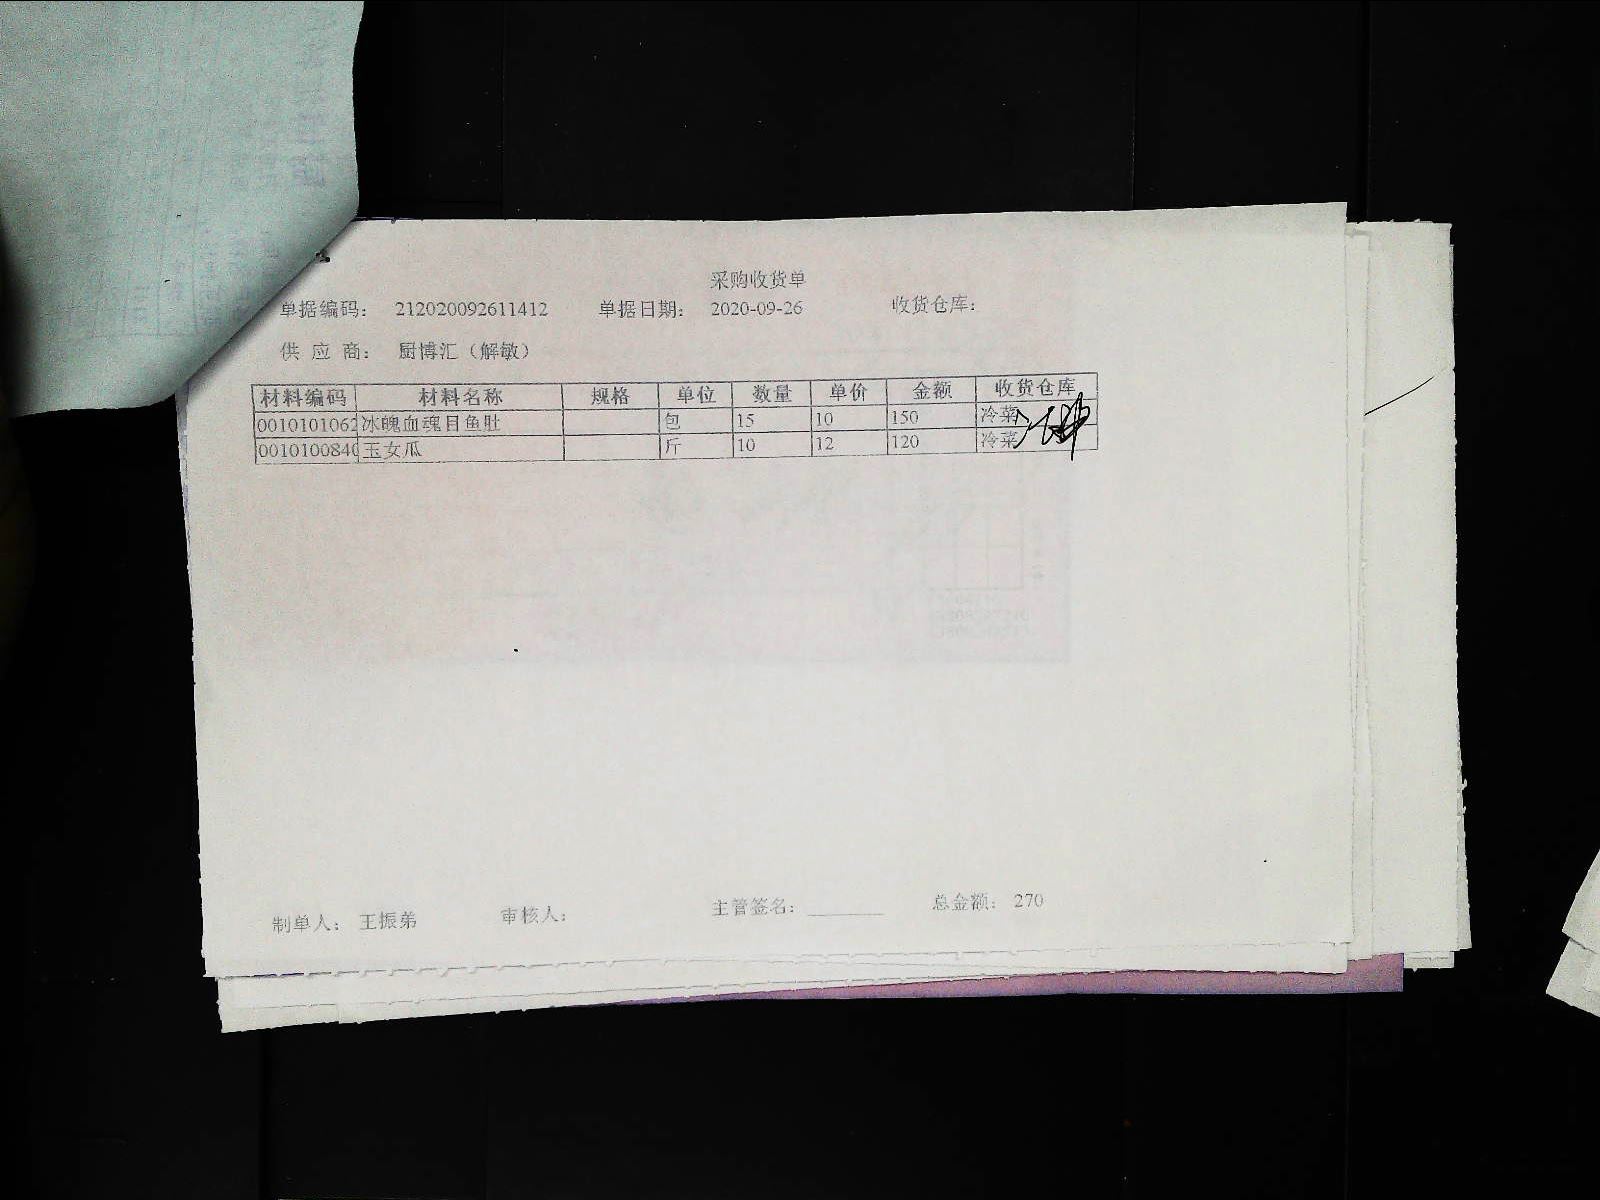 采购收货单
单据编码： 212020092611412 单据日期： 2020-09-26 收货仓库：
供 应 商： 厨博汇（解敏）
材料编码 材料名称 规格 单位 数量 单价 金额 收货仓库
0010101062 冰魄血魂目鱼肚 包 15 10 150 冷菜
001010084 玉女瓜 斤 10 12 120 冷菜
制单人： 王振弟 审核人： 主管签名：________ 总金额： 270